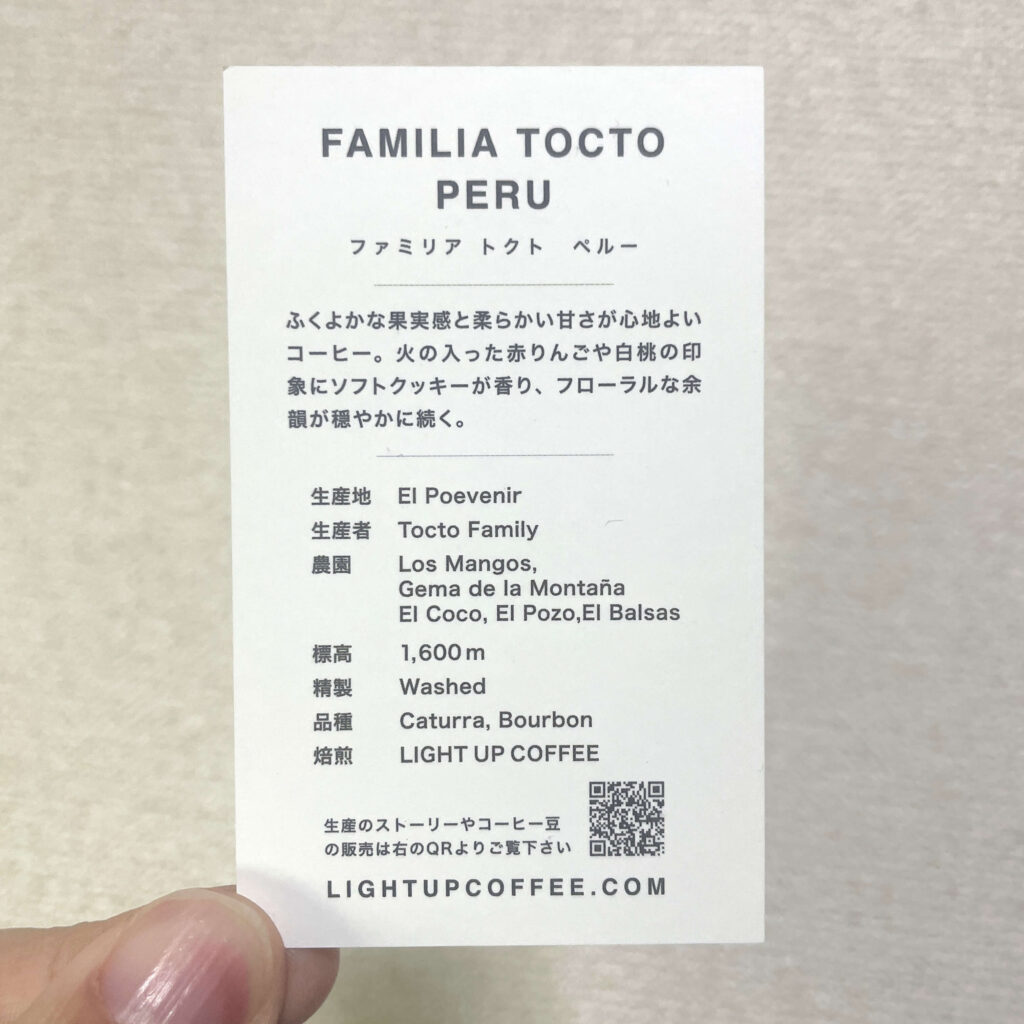 FAMILIA TOCTO
PERU
ファミリア トクト　ペルー
ふくよかな果実感と柔らかい甘さが心地よい
コーヒー。火の入った赤りんごや白桃の印
象にソフトクッキーが香り、フローラルな余
韻が穏やかに続く。
生産地 El Poevenir
生産者 Tocto Family
農園 Los Mangos,
Gema de la Montaña
El Coco, El Pozo,El Balsas
標高 1,600m
精製 Washed
品種 Caturra, Bourbon
焙煎 LIGHT UP COFFEE
生産のストーリーやコーヒー豆
の販売は右のQRよりご覧下さい
LIGHTUPCOFFEE.COM